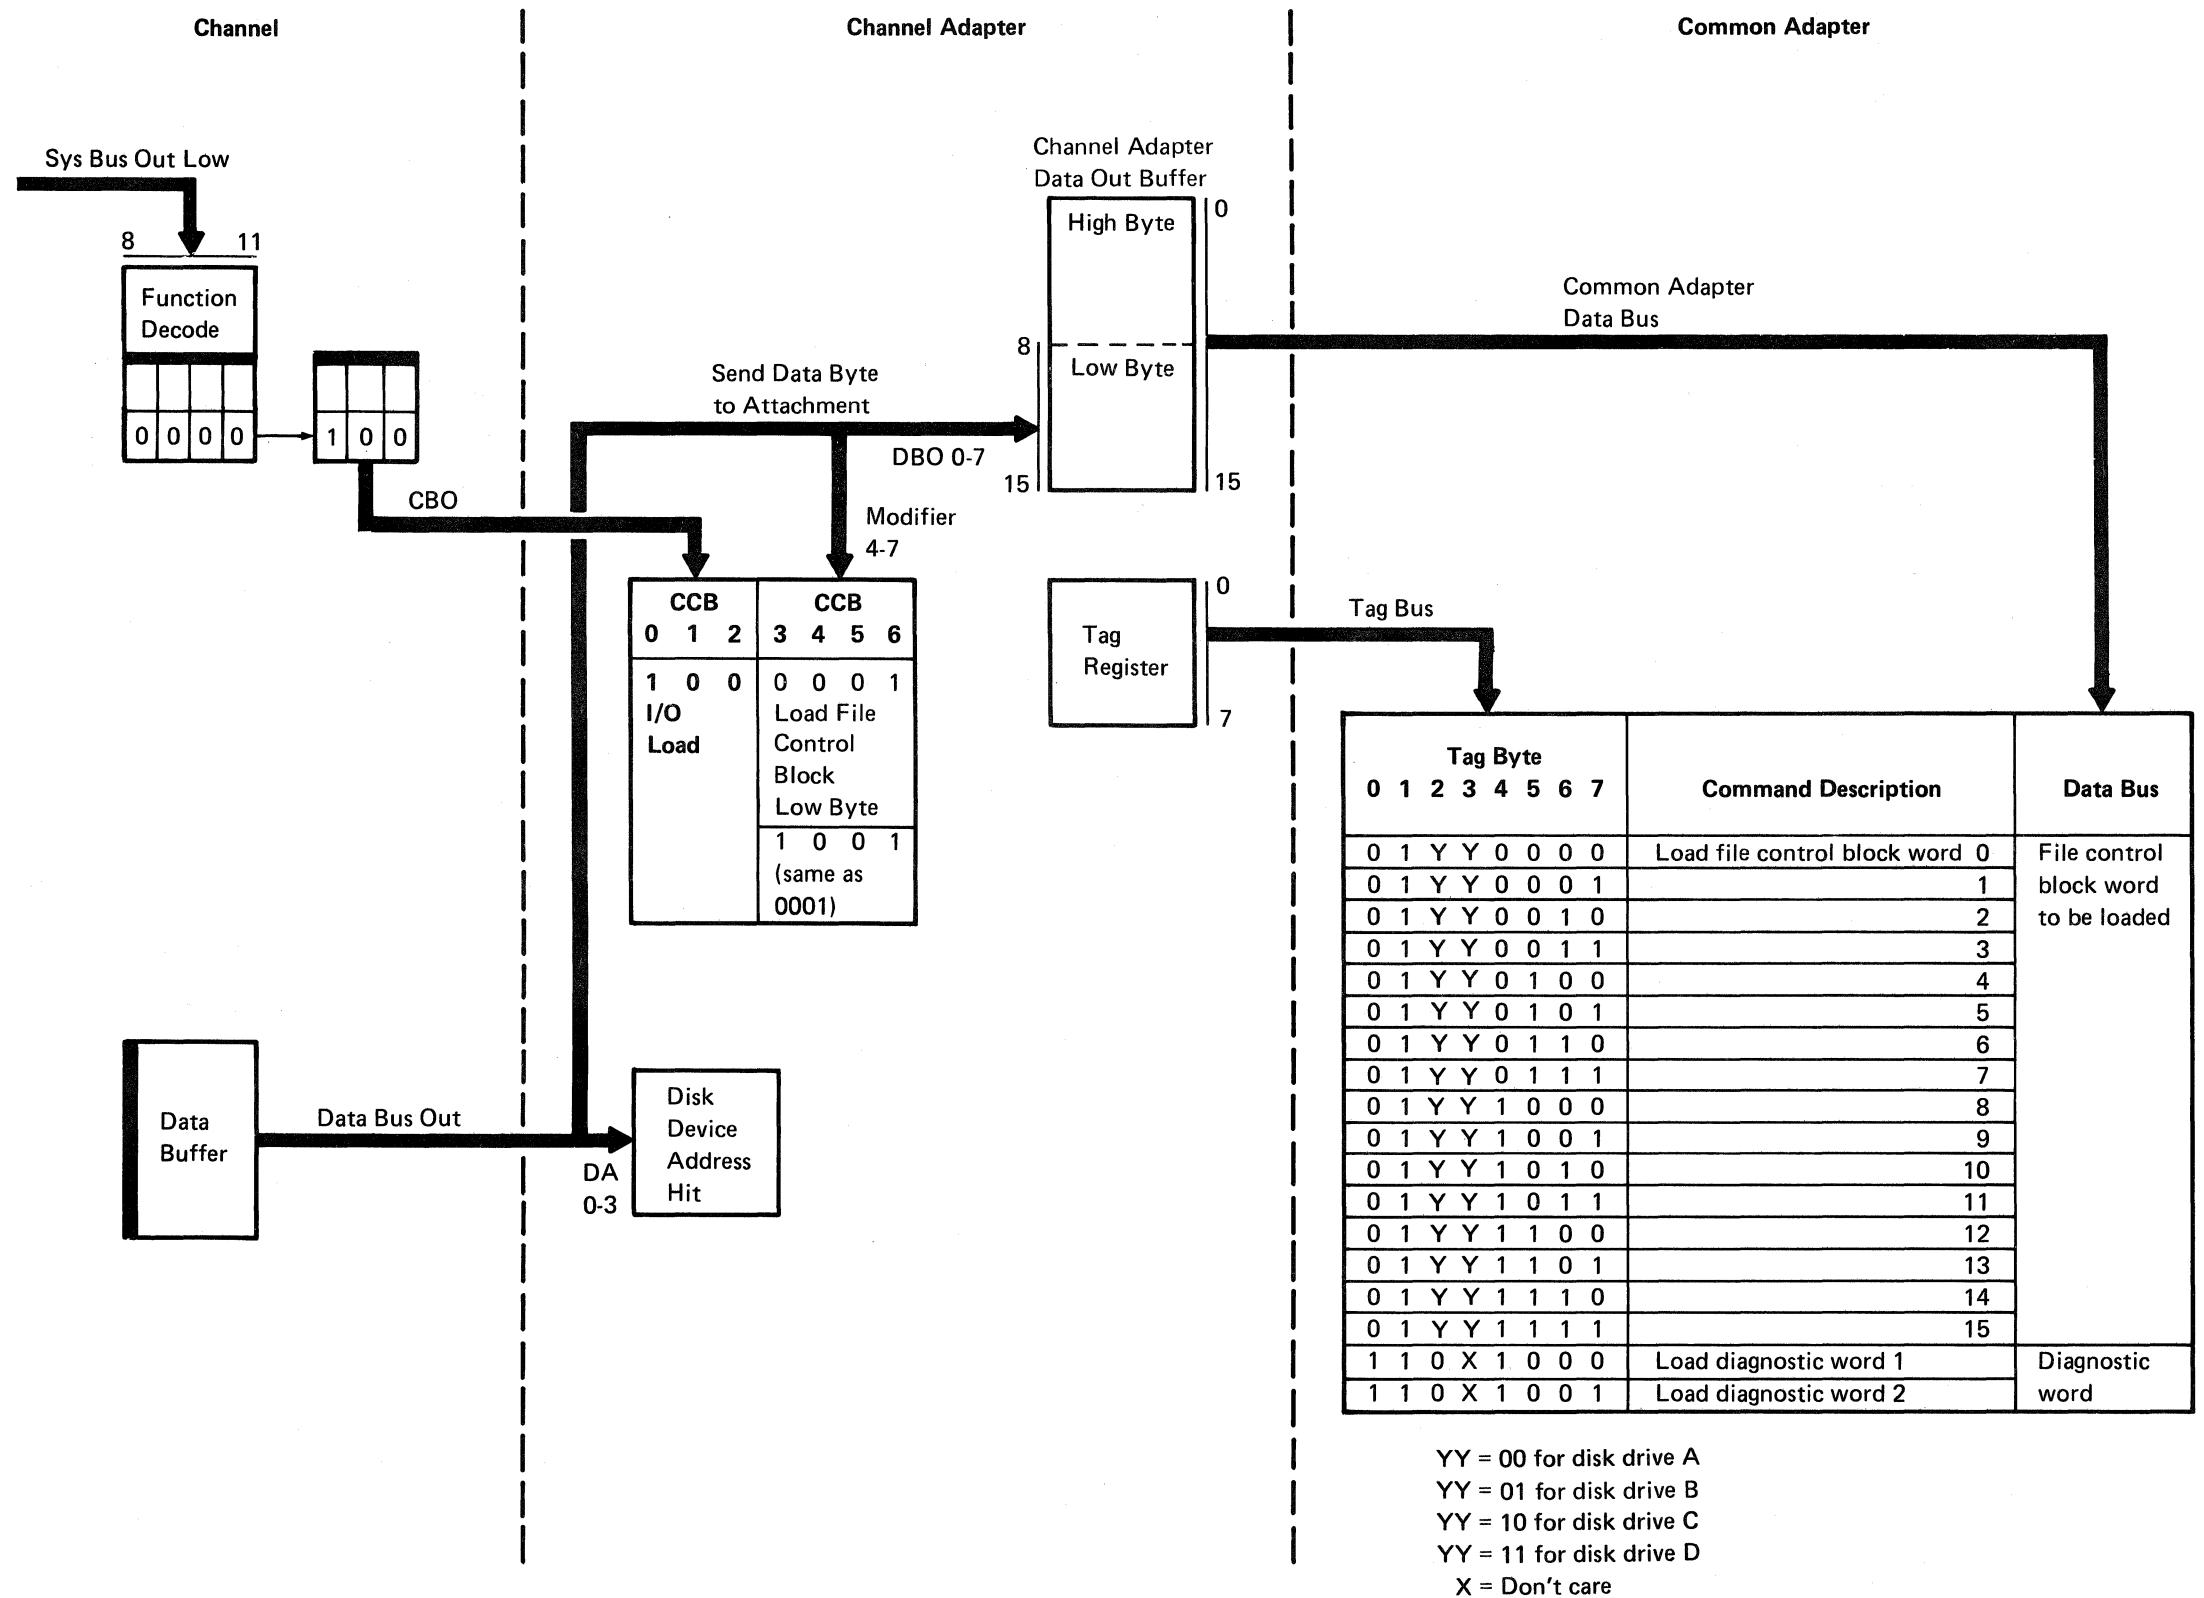 Channel
Channel Adapter
Common Adapter
Sys Bus Out Low
8 11
Function
Decode
0 0 0 0
1 0 0
CBO
Send Data Byte
to Attachment
DBO 0-7
Modifier
4-7
Channel Adapter
Data Out Buffer
High Byte
0
8
Low Byte
15
15
Common Adapter
Data Bus
CCB CCB
0 1 2 3 4 5 6
1 0 0 0 0 0 1
I/O Load File
Load Control
Block
Low Byte
1 0 0 1
(same as
0001)
0
Tag
Register
7
Tag Bus
Data
Buffer
Data Bus Out
DA
0-3
Disk
Device
Address
Hit
Tag Byte
0 1 2 3 4 5 6 7 Command Description Data Bus
0 1 Y Y 0 0 0 0 Load file control block word 0 File control
0 1 Y Y 0 0 0 1 1 block word
0 1 Y Y 0 0 1 0 2 to be loaded
0 1 Y Y 0 0 1 1 3
0 1 Y Y 0 1 0 0 4
0 1 Y Y 0 1 0 1 5
0 1 Y Y 0 1 1 0 6
0 1 Y Y 0 1 1 1 7
0 1 Y Y 1 0 0 0 8
0 1 Y Y 1 0 0 1 9
0 1 Y Y 1 0 1 0 10
0 1 Y Y 1 0 1 1 11
0 1 Y Y 1 1 0 0 12
0 1 Y Y 1 1 0 1 13
0 1 Y Y 1 1 1 0 14
0 1 Y Y 1 1 1 1 15
1 1 0 X 1 0 0 0 Load diagnostic word 1 Diagnostic
1 1 0 X 1 0 0 1 Load diagnostic word 2 word
YY = 00 for disk drive A
YY = 01 for disk drive B
YY = 10 for disk drive C
YY = 11 for disk drive D
X = Don't care